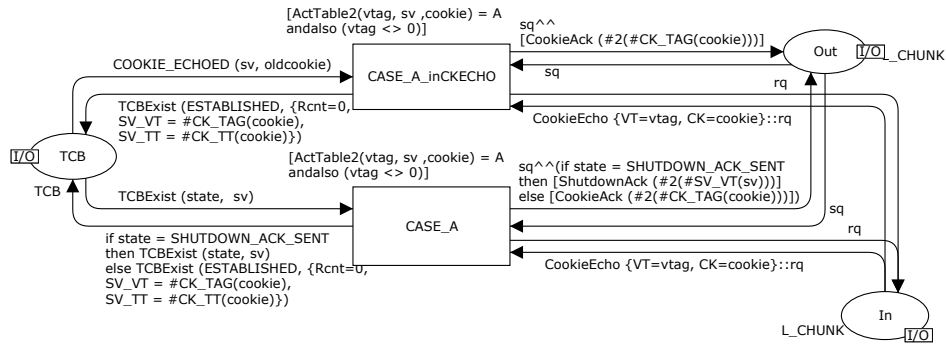 [ActTable2(vtag, sv ,cookie) = A
andalso (vtag <> 0)]
sq^^
[CookieAck (#2(#CK_TAG(cookie)))]
Out
I/O
L_CHUNK
COOKIE_ECHOED (sv, oldcookie)
CASE_A_inCKECHO
sq
rq
TCBExist (ESTABLISHED, {Rcnt=0,
SV_VT = #CK_TAG(cookie),
SV_TT = #CK_TT(cookie)})
CookieEcho {VT=vtag, CK=cookie}::rq
I/O
TCB
TCB
[ActTable2(vtag, sv ,cookie) = A
andalso (vtag <> 0)]
sq^^(if state = SHUTDOWN_ACK_SENT
then [ShutdownAck (#2(#SV_VT(sv)))]
else [CookieAck (#2(#CK_TAG(cookie)))])
TCBExist (state, sv)
CASE_A
sq
rq
if state = SHUTDOWN_ACK_SENT
then TCBExist (state, sv)
else TCBExist (ESTABLISHED, {Rcnt=0,
SV_VT = #CK_TAG(cookie),
SV_TT = #CK_TT(cookie)})
CookieEcho {VT=vtag, CK=cookie}::rq
In
L_CHUNK
I/O